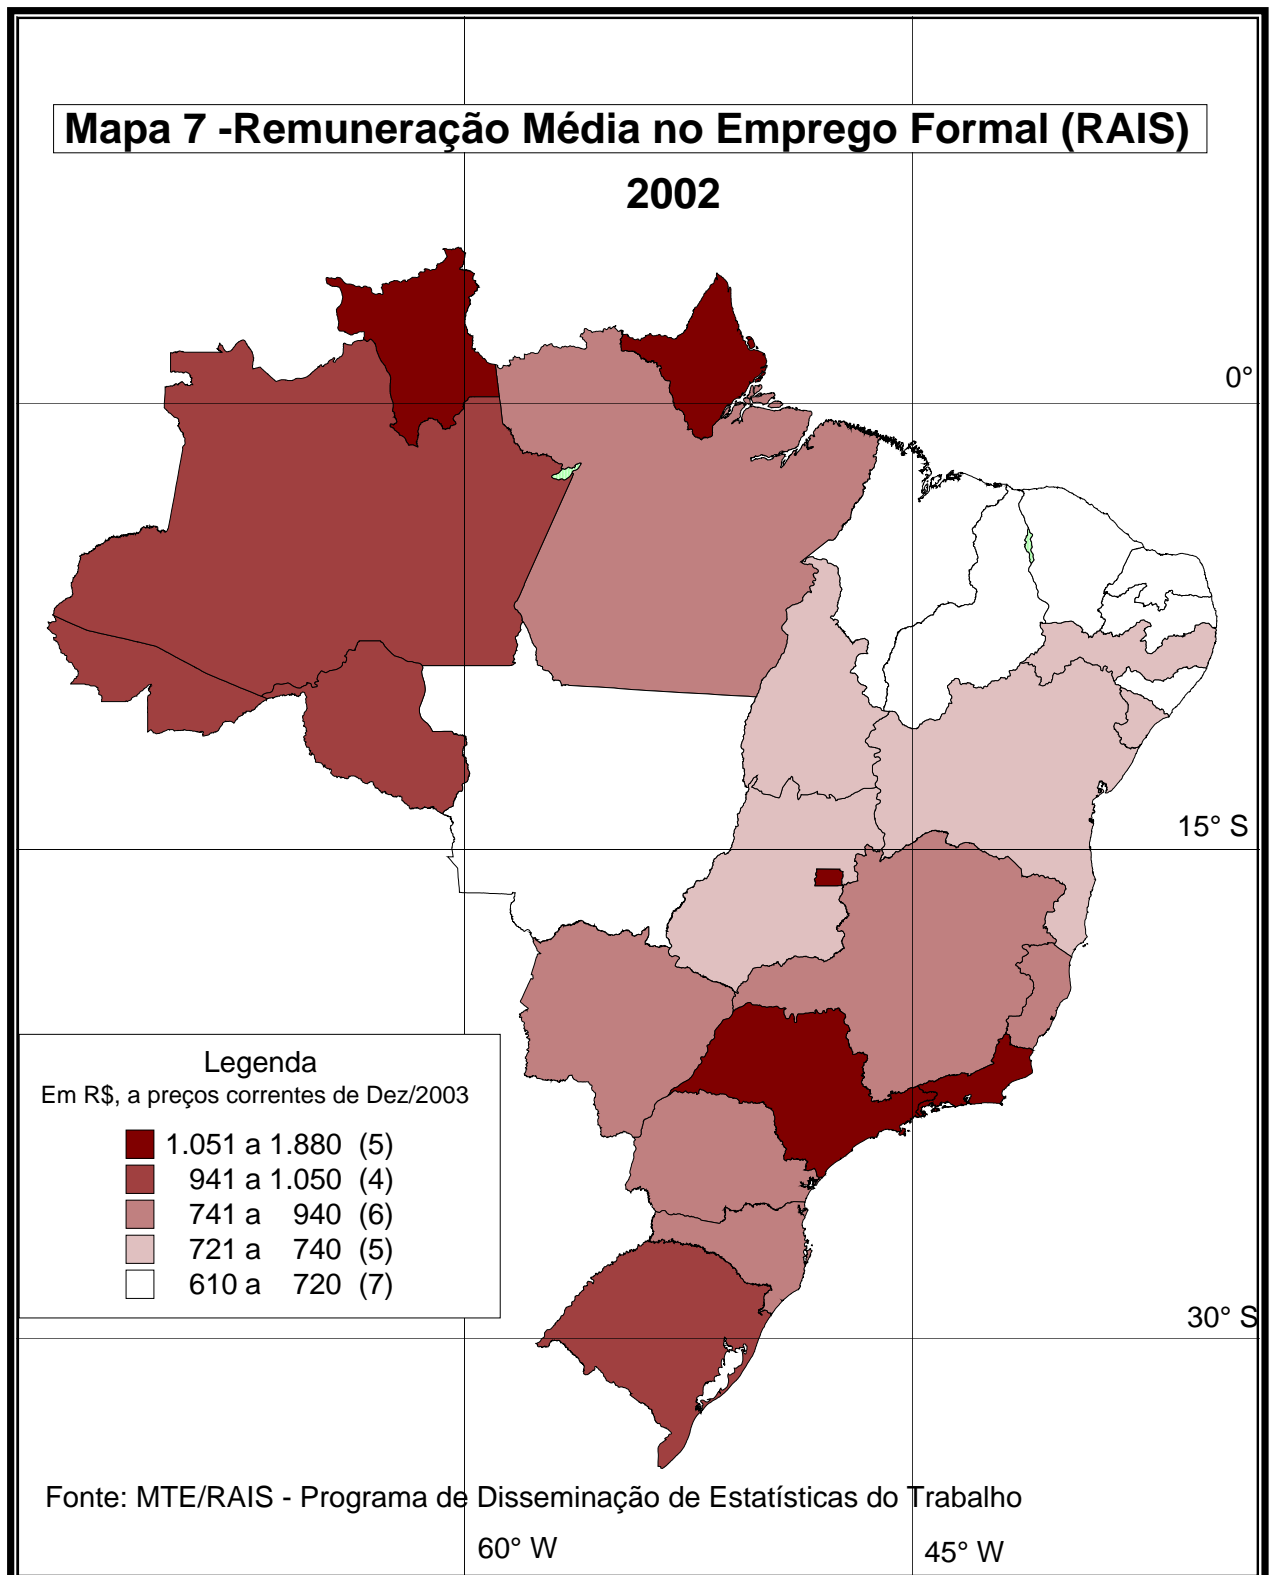 Mapa 7 -Remuneração Média no Emprego Formal (RAIS)
2002
0°
15° S
Legenda
Em R$, a preços correntes de Dez/2003
1.051 a 1.880 (5)
941 a 1.050 (4)
741 a 940 (6)
721 a 740 (5)
610 a 720 (7)
30° S
Fonte: MTE/RAIS - Programa de Disseminação de Estatísticas do Trabalho
60° W
45° W